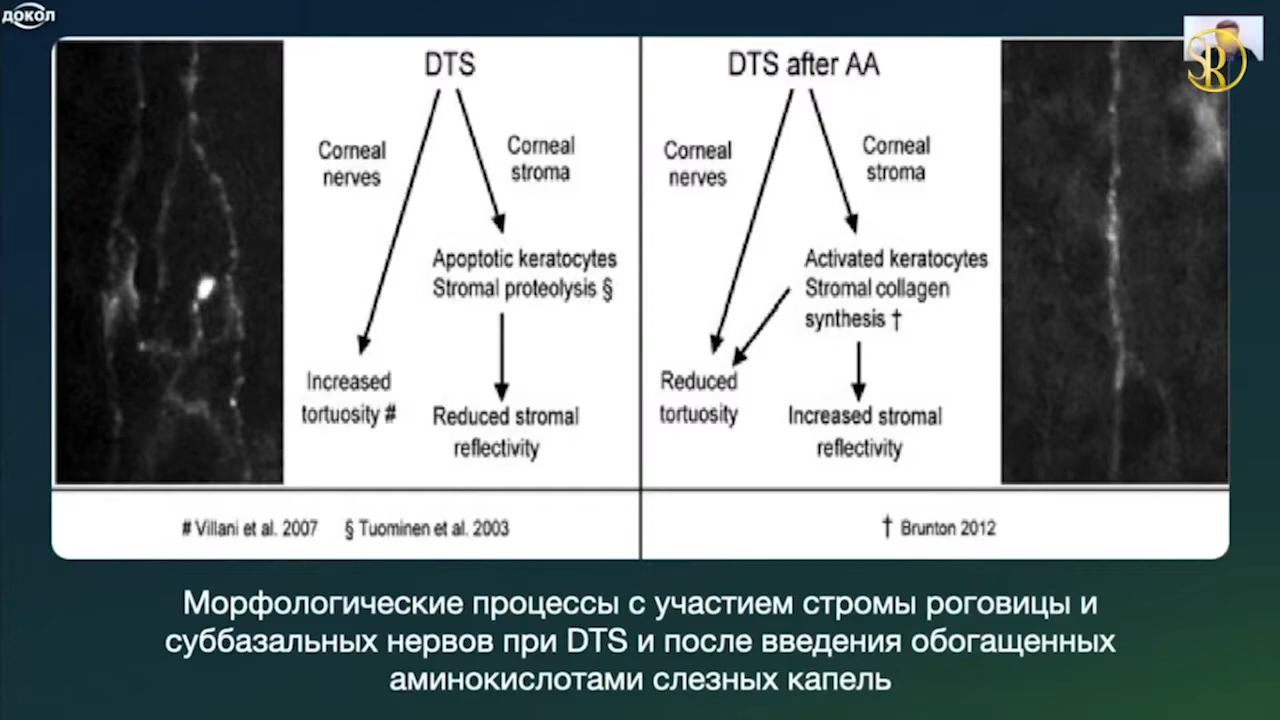 ДОКОЛ
SR
DTS
Corneal
nerves
Corneal
stroma
Apoptotic keratocytes
Stromal proteolysis §
Increased
tortuosity #
Reduced stromal
reflectivity
DTS after AA
Corneal
nerves
Corneal
stroma
Activated keratocytes
Stromal collagen
synthesis †
Reduced
tortuosity
Increased stromal
reflectivity
# Villani et al. 2007 § Tuominen et al. 2003
† Brunton 2012
Морфологические процессы с участием стромы роговицы и
суббазальных нервов при DTS и после введения обогащенных
аминокислотами слезных капель